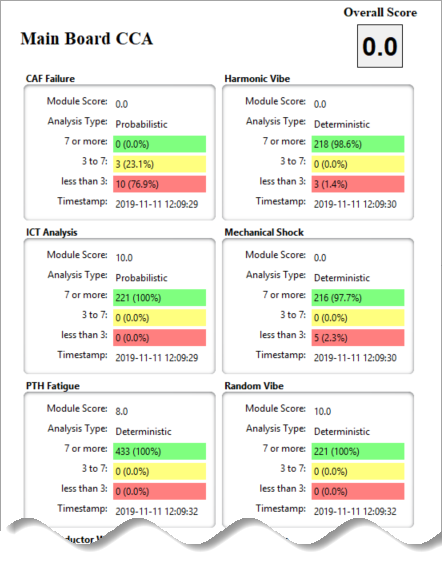 Overall Score
Main Board CCA
0.0
CAF Failure
Module Score: 0.0
Analysis Type: Probabilistic
7 or more: 0 (0.0%)
3 to 7: 3 (23.1%)
less than 3: 10 (76.9%)
Timestamp: 2019-11-11 12:09:29
Harmonic Vibe
Module Score: 0.0
Analysis Type: Deterministic
7 or more: 218 (98.6%)
3 to 7: 0 (0.0%)
less than 3: 3 (1.4%)
Timestamp: 2019-11-11 12:09:30
ICT Analysis
Module Score: 10.0
Analysis Type: Probabilistic
7 or more: 221 (100%)
3 to 7: 0 (0.0%)
less than 3: 0 (0.0%)
Timestamp: 2019-11-11 12:09:29
Mechanical Shock
Module Score: 0.0
Analysis Type: Deterministic
7 or more: 216 (97.7%)
3 to 7: 0 (0.0%)
less than 3: 5 (2.3%)
Timestamp: 2019-11-11 12:09:30
PTH Fatigue
Module Score: 8.0
Analysis Type: Deterministic
7 or more: 433 (100%)
3 to 7: 0 (0.0%)
less than 3: 0 (0.0%)
Timestamp: 2019-11-11 12:09:32
Random Vibe
Module Score: 10.0
Analysis Type: Deterministic
7 or more: 221 (100%)
3 to 7: 0 (0.0%)
less than 3: 0 (0.0%)
Timestamp: 2019-11-11 12:09:32